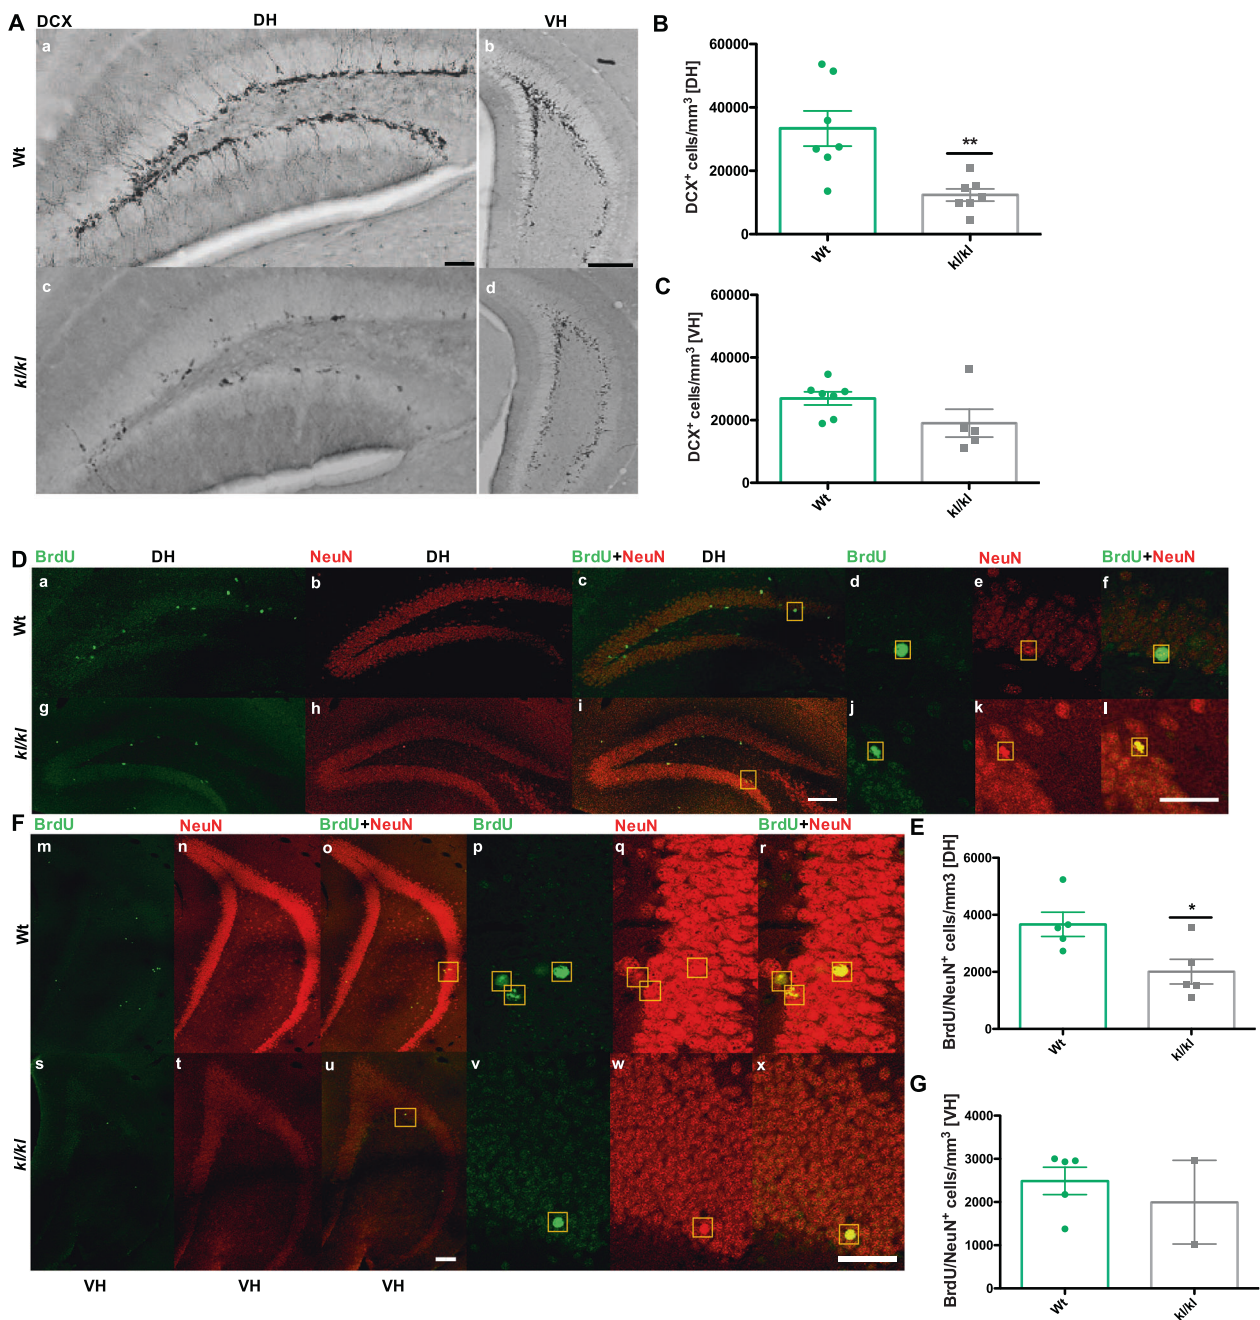 A DCX DH VH
a b
Wt
c d
kl/kl
B
DCX⁺ cells/mm³ [DH]
60000
40000
20000
0
**
Wt kl/kl
C
DCX⁺ cells/mm³ [VH]
60000
40000
20000
0
Wt kl/kl
D BrdU DH NeuN DH BrdU+NeuN DH BrdU NeuN BrdU+NeuN
a b c d e f
Wt
g h i j k l
kl/kl
F BrdU NeuN BrdU+NeuN BrdU NeuN BrdU+NeuN
m n o p q r
Wt
s t u v w x
kl/kl
VH VH VH
E
BrdU/NeuN⁺ cells/mm3 [DH]
6000
4000
2000
0
*
Wt kl/kl
G
BrdU/NeuN⁺ cells/mm³ [VH]
4000
3000
2000
1000
0
Wt kl/kl